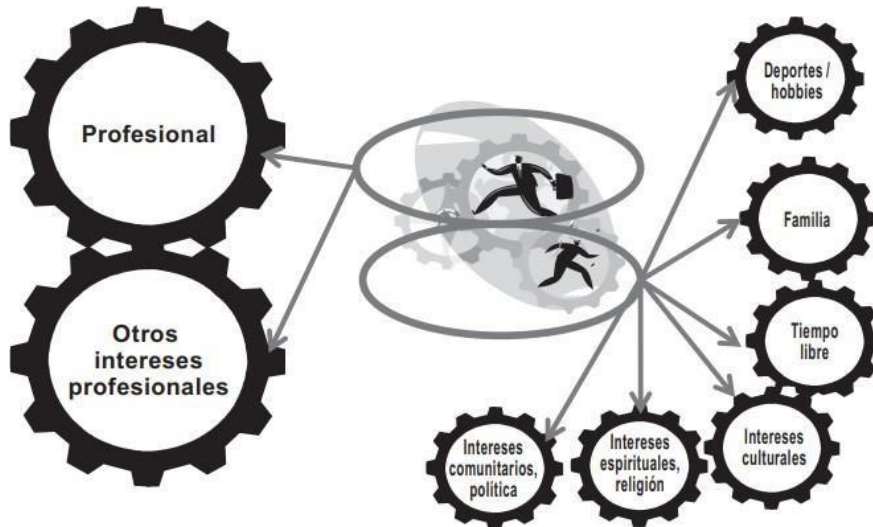 Profesional
Otros
intereses
profesionales
Deportes /
hobbies
Familia
Tiempo
libre
Intereses
culturales
Intereses
espirituales,
religión
Intereses
comunitarios,
política